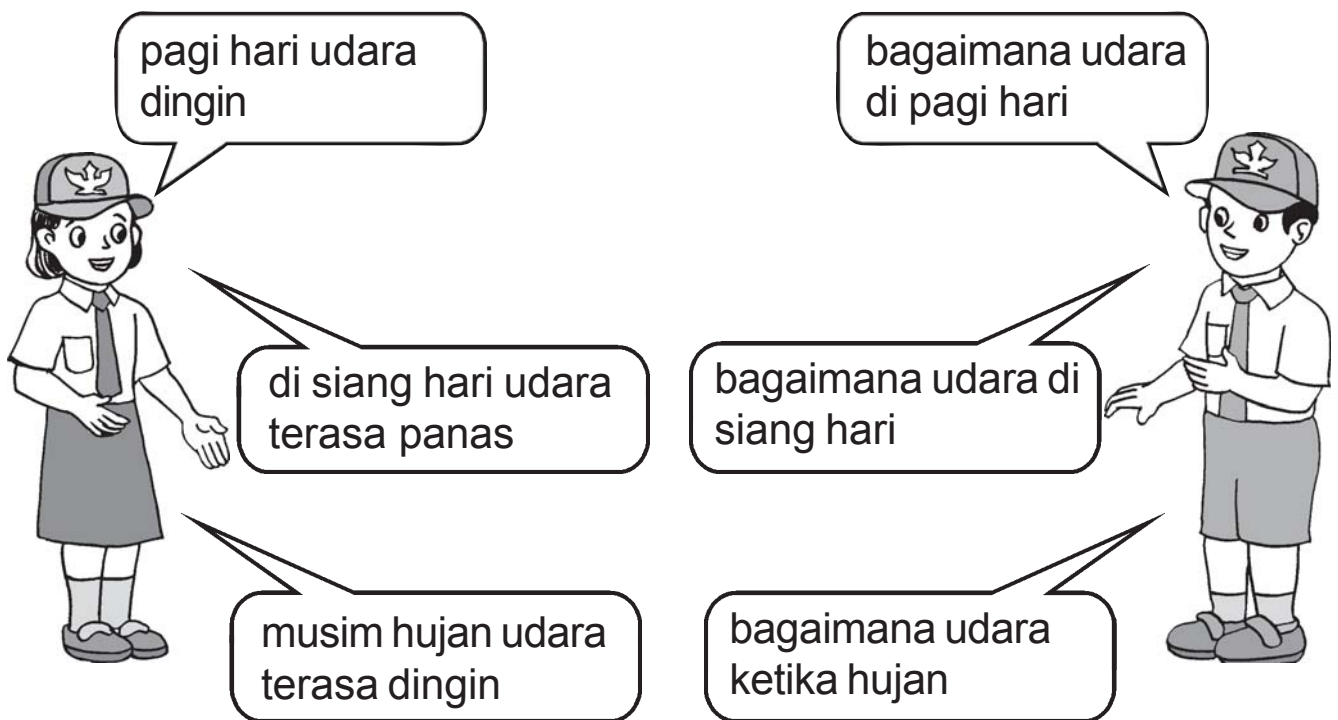 pagi hari udara
dingin
bagaimana udara
di pagi hari
di siang hari udara
terasa panas
bagaimana udara di
siang hari
musim hujan udara
terasa dingin
bagaimana udara
ketika hujan